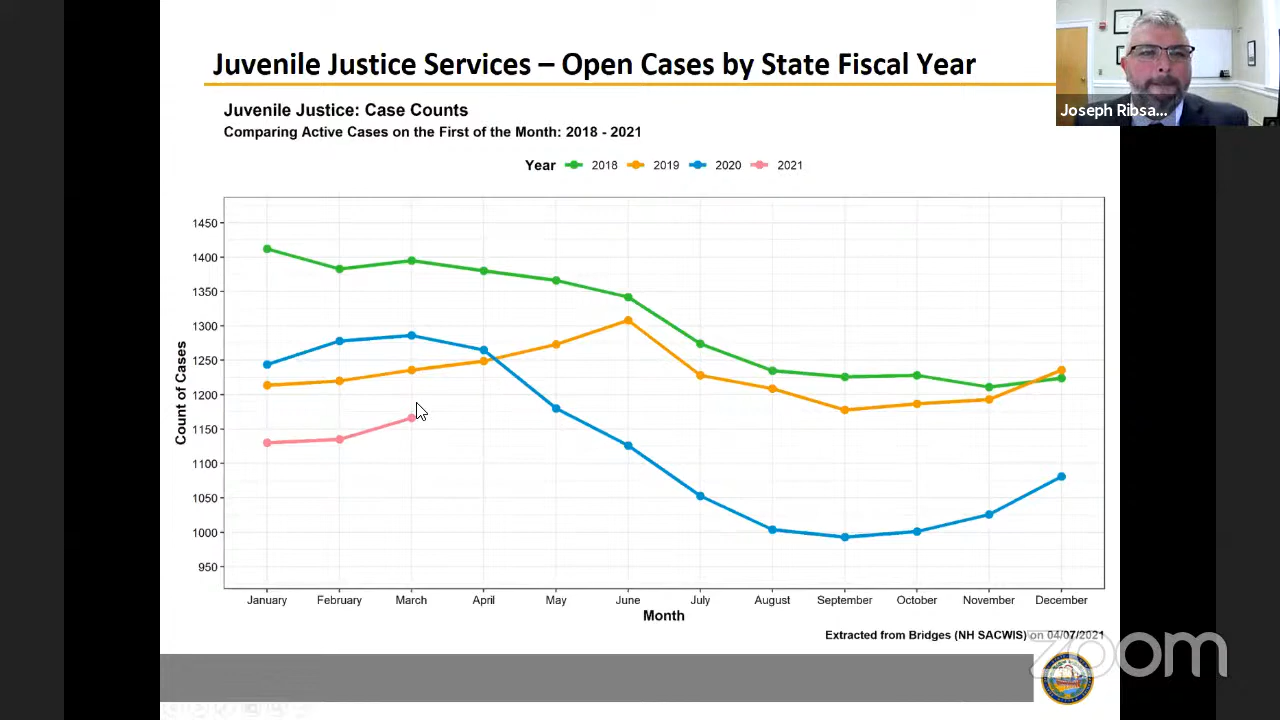 Juvenile Justice Services – Open Cases by State Fiscal Year
Joseph Ribsa...
Juvenile Justice: Case Counts
Comparing Active Cases on the First of the Month: 2018 - 2021
Year 2018 2019 2020 2021
Count of Cases
1450
1400
1350
1300
1250
1200
1150
1100
1050
1000
950
January February March April May June July August September October November December
Month
Extracted from Bridges (NH SACWIS) on 04/07/2021
zoom